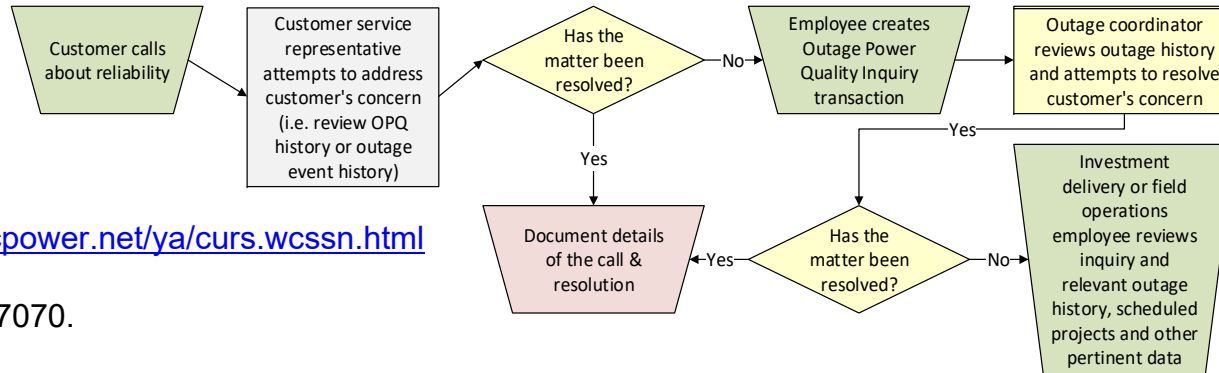 Customer calls
about reliability
Customer service
representative
attempts to address
customer's concern
(i.e. review OPQ
history or outage
event history)
Has the
matter been
resolved?
No
Employee creates
Outage Power
Quality Inquiry
transaction
Outage coordinator
reviews outage history
and attempts to resolve
customer's concern
Yes
Yes
Document details
of the call &
resolution
Yes
Has the
matter been
resolved?
No
Investment
delivery or field
operations
employee reviews
inquiry and
relevant outage
history, scheduled
projects and other
pertinent data
cpower.net/ya/curs.wcssn.html
7070.